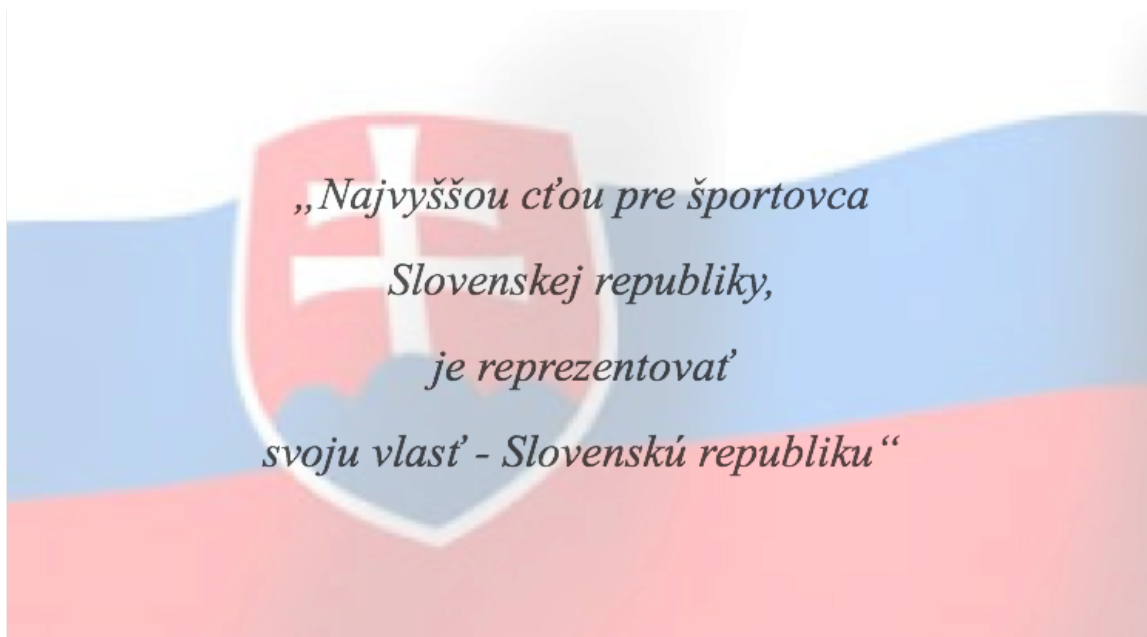 „Najvyššou cťou pre športovca
Slovenskej republiky,
je reprezentovať
svoju vlasť - Slovenskú republiku“